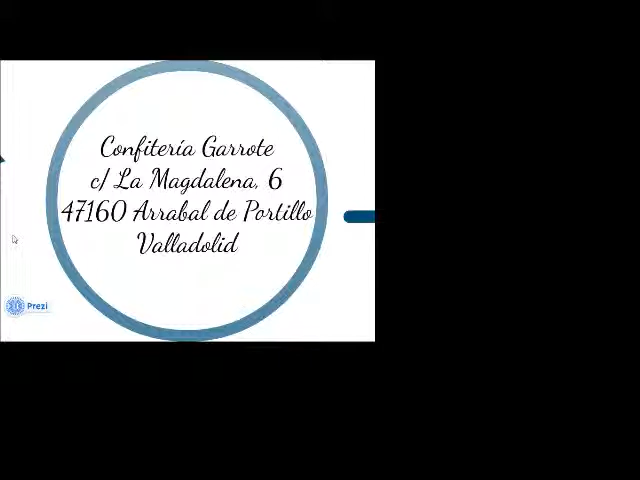 Confitería Garrote
c/ La Magdalena, 6
47160 Arrabal de Portillo
Valladolid
Prezi